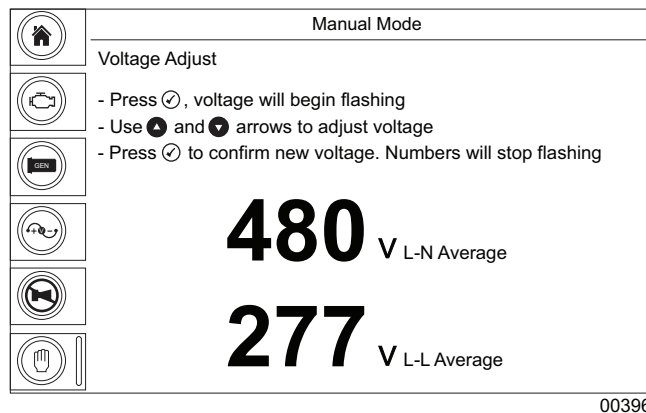 Manual Mode
Voltage Adjust
- Press ✓, voltage will begin flashing
- Use ▲ and ▼ arrows to adjust voltage
- Press ✓ to confirm new voltage. Numbers will stop flashing
GEN
480 V L-N Average
277 V L-L Average
00396